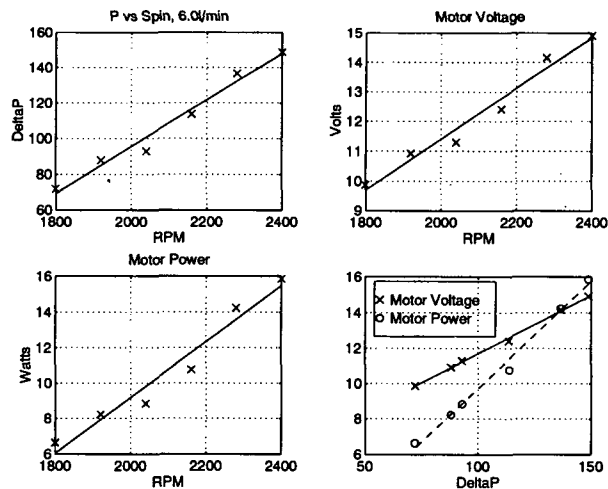 P vs Spin, 6.0l/min
160
140
120
100
80
60
1800 2000 2200 2400
DeltaP
RPM
Motor Voltage
15
14
13
12
11
10
9
1800 2000 2200 2400
Volts
RPM
Motor Power
16
14
12
10
8
6
1800 2000 2200 2400
Watts
RPM
16
14
12
10
8
6
50 100 150
Motor Voltage
Motor Power
DeltaP